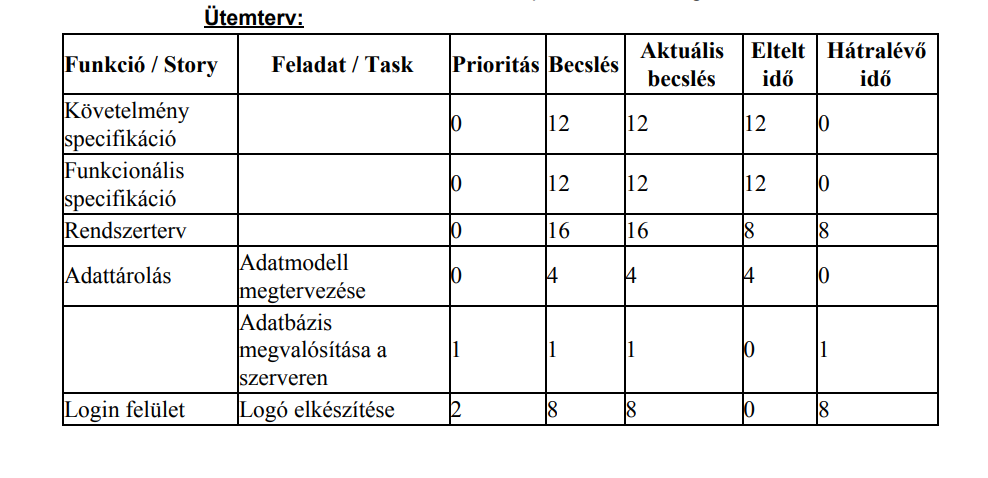 Ütemterv:
Funkció / Story Feladat / Task Prioritás Becslés Aktuális becslés Eltelt idő Hátralévő idő
Követelmény specifikáció 0 12 12 12 0
Funkcionális specifikáció 0 12 12 12 0
Rendszerterv 0 16 16 8 8
Adattárolás Adatmodell megtervezése 0 4 4 4 0
Adatbázis megvalósítása a szerveren 1 1 1 0 1
Login felület Logó elkészítése 2 8 8 0 8